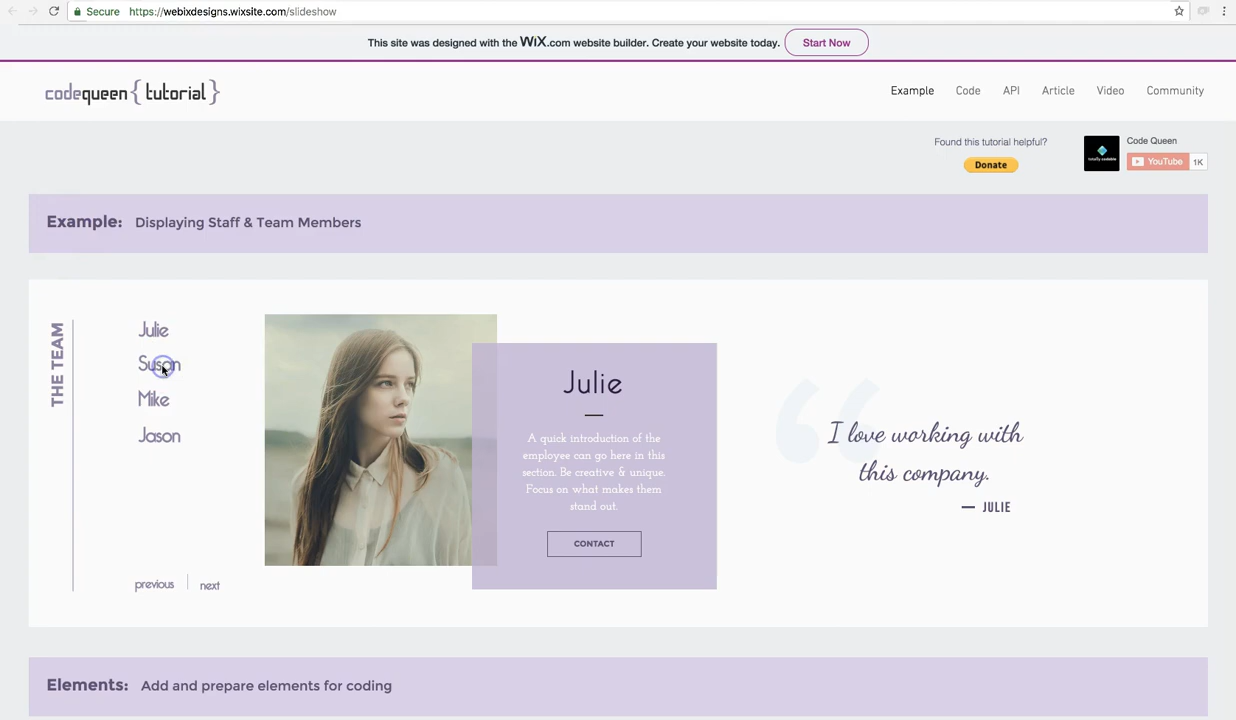 Secure https://webixdesigns.wixsite.com/slideshow
This site was designed with the WiX.com website builder. Create your website today. Start Now
codequeen{tutorial}
Example Code API Article Video Community
Found this tutorial helpful?
Donate
totally codable
Code Queen
YouTube 1K
Example: Displaying Staff & Team Members
THE TEAM
Julie
Susan
Mike
Jason
previous next
Julie
A quick introduction of the
employee can go here in this
section. Be creative & unique.
Focus on what makes them
stand out.
CONTACT
“
I love working with
this company.
— JULIE
Elements: Add and prepare elements for coding